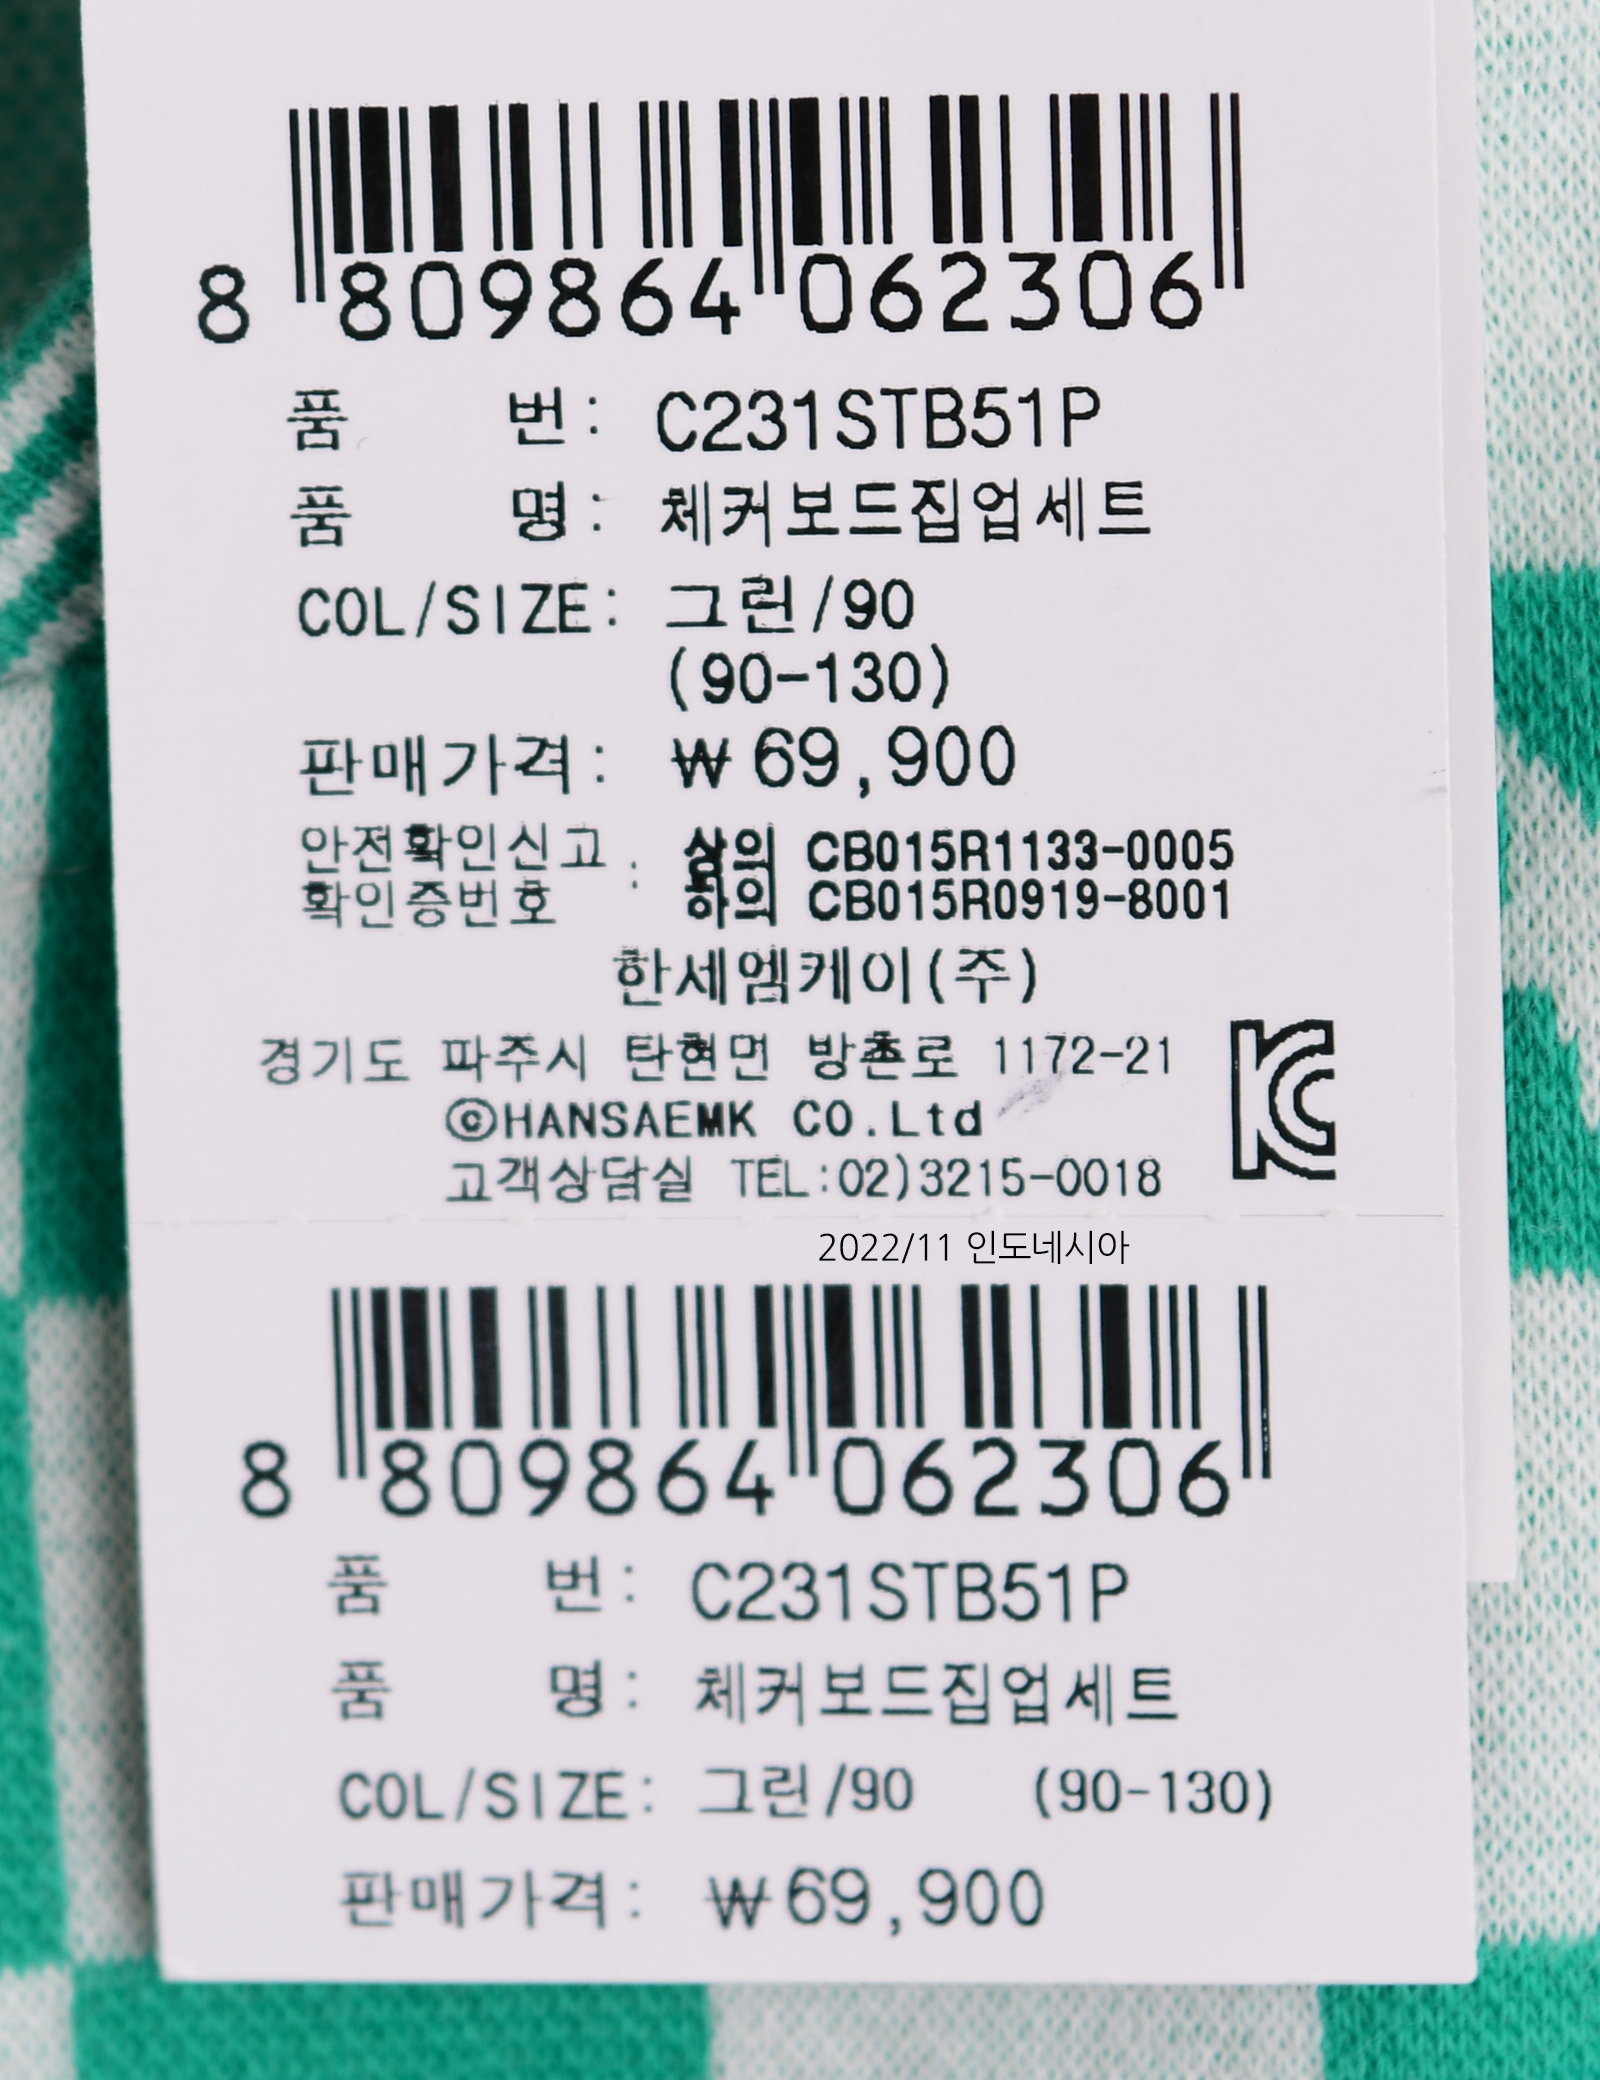 8 809864 062306
품 번: C231STB51P
품 명: 체커보드집업세트
COL/SIZE: 그린/90
(90-130)
판매가격: ₩69,900
안전확인신고 : 상의 CB015R1133-0005
확인증번호 하의 CB015R0919-8001
한세엠케이(주)
경기도 파주시 탄현면 방촌로 1172-21
ⓒHANSAEMK CO.Ltd
고객상담실 TEL:02)3215-0018
2022/11 인도네시아
8 809864 062306
품 번: C231STB51P
품 명: 체커보드집업세트
COL/SIZE: 그린/90 (90-130)
판매가격: ₩69,900